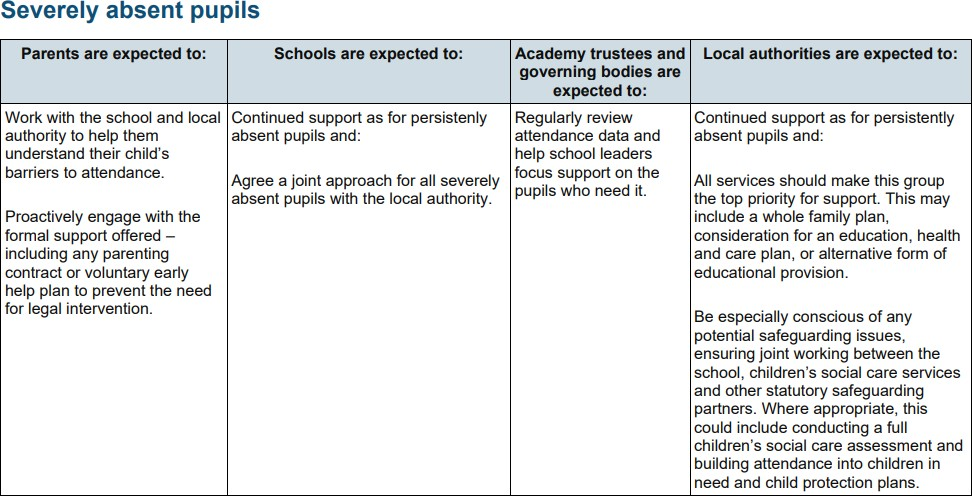 Severely absent pupils
Parents are expected to:
Schools are expected to:
Academy trustees and
governing bodies are
expected to:
Local authorities are expected to:
Work with the school and local
authority to help them
understand their child's
barriers to attendance.
Proactively engage with the
formal support offered –
including any parenting
contract or voluntary early
help plan to prevent the need
for legal intervention.
Continued support as for persistenly
absent pupils and:
Agree a joint approach for all severely
absent pupils with the local authority.
Regularly review
attendance data and
help school leaders
focus support on the
pupils who need it.
Continued support as for persistently
absent pupils and:
All services should make this group
the top priority for support. This may
include a whole family plan,
consideration for an education, health
and care plan, or alternative form of
educational provision.
Be especially conscious of any
potential safeguarding issues,
ensuring joint working between the
school, children's social care services
and other statutory safeguarding
partners. Where appropriate, this
could include conducting a full
children's social care assessment and
building attendance into children in
need and child protection plans.